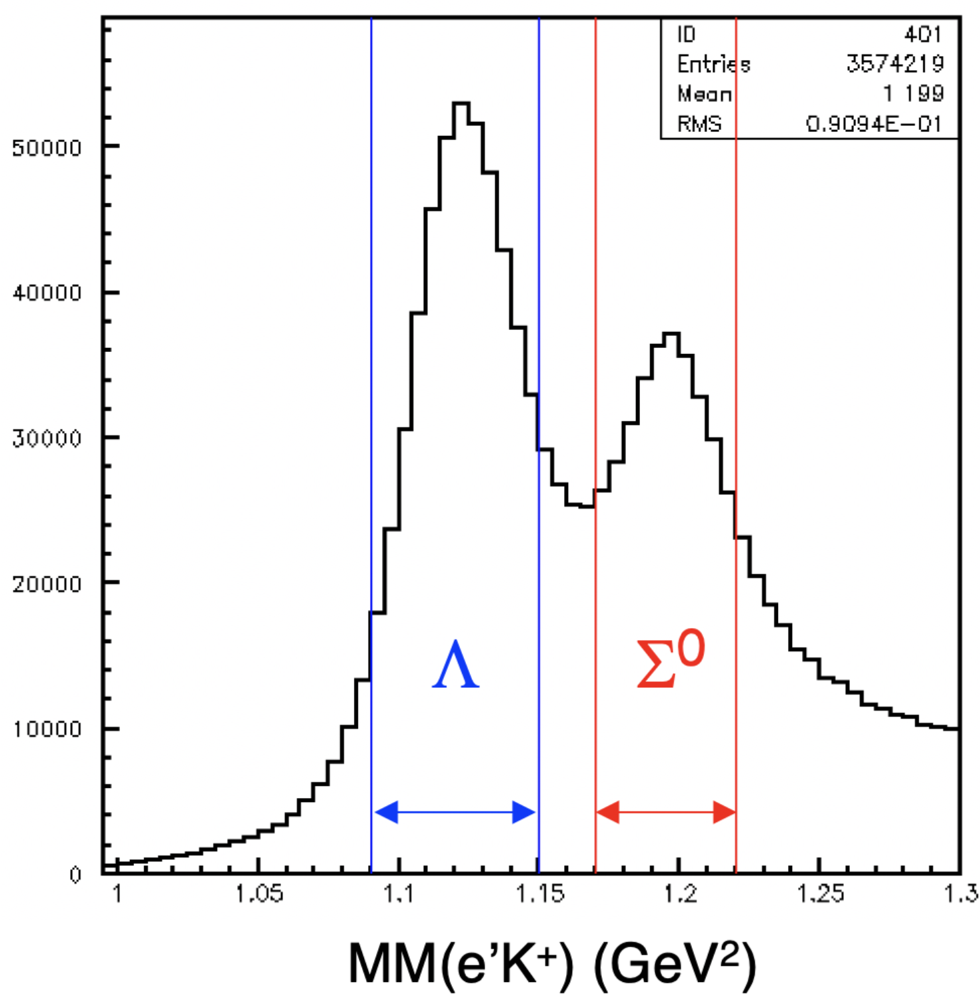 ID 401
Entries 3574219
Mean 1 199
RMS 0.9094E-01
50000
40000
30000
20000
10000
0
Λ
Σ⁰
1 1.05 1.1 1.15 1.2 1.25 1.3
MM(e’K⁺) (GeV²)